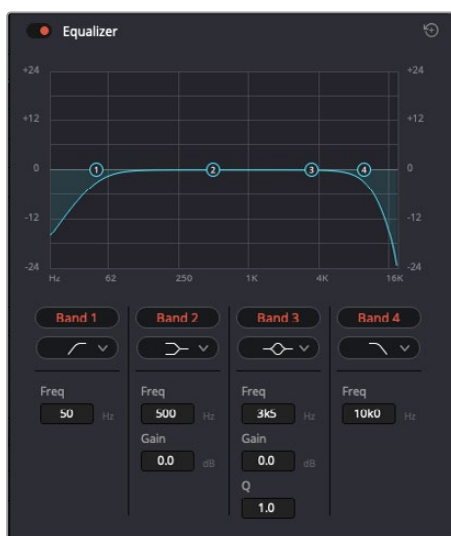 Equalizer
+24 +24
1 2 3 4
+12 +12
0 0
-12 -12
-24 -24
Hz 62 250 1K 4K 16K
Band 1 Band 2 Band 3 Band 4
Freq Freq Freq Freq
50 Hz 500 Hz 3k5 Hz 10k0 Hz
Gain Gain
0.0 dB 0.0 dB
Q
1.0